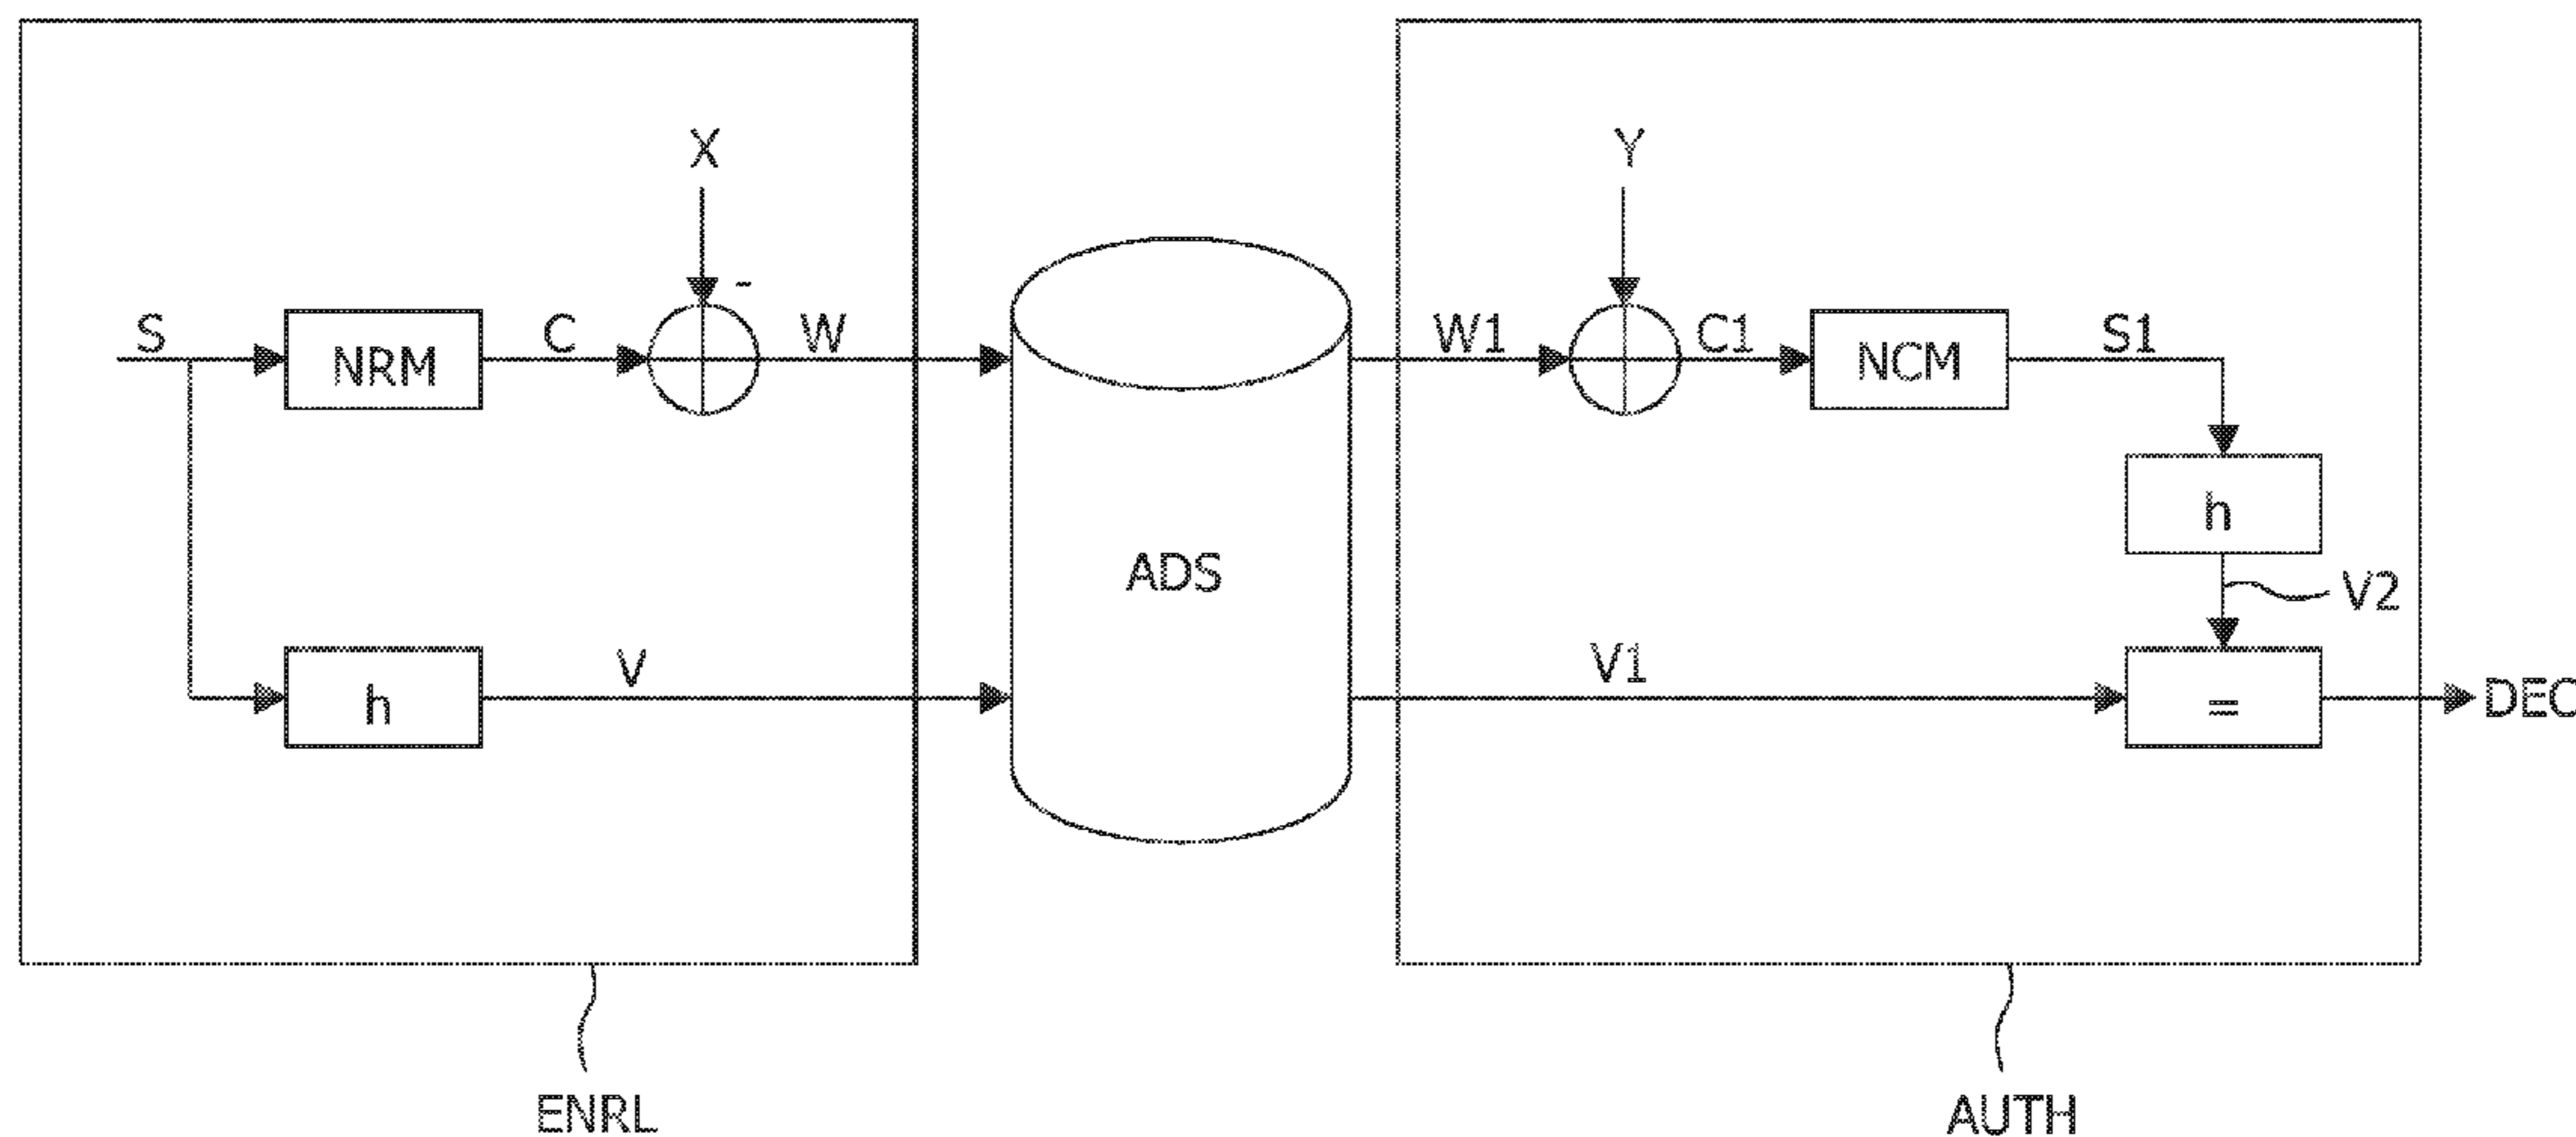 X
Y
-
S
NRM
C
W
W1
C1
NCM
S1
h
ADS
V2
h
V
V1
=
DEC
ENRL
AUTH